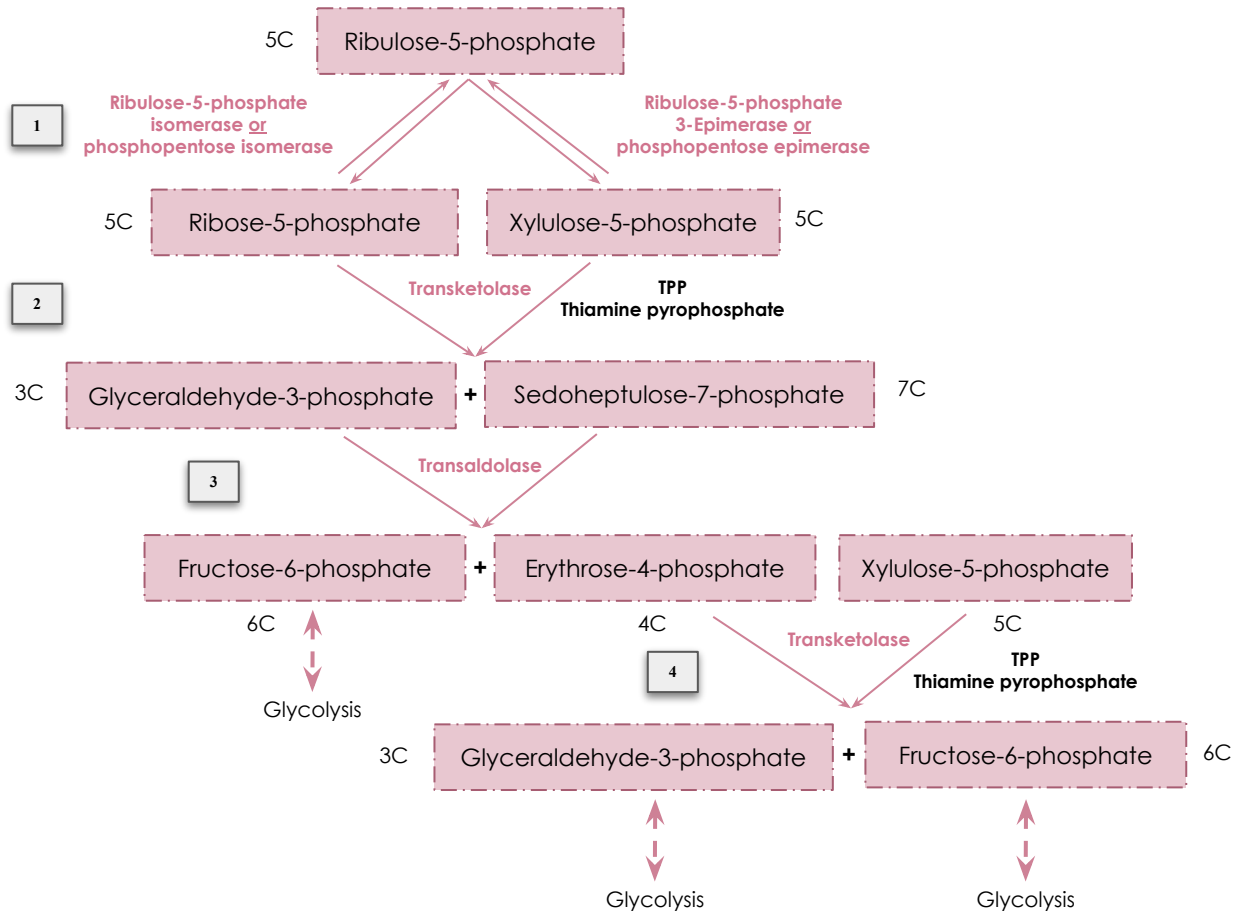 5C
Ribulose-5-phosphate
1
Ribulose-5-phosphate
isomerase or
phosphopentose isomerase
Ribulose-5-phosphate
3-Epimerase or
phosphopentose epimerase
5C
Ribose-5-phosphate
Xylulose-5-phosphate
5C
2
Transketolase
TPP
Thiamine pyrophosphate
3C
Glyceraldehyde-3-phosphate
+
Sedoheptulose-7-phosphate
7C
3
Transaldolase
Fructose-6-phosphate
+
Erythrose-4-phosphate
Xylulose-5-phosphate
6C
4C
5C
Glycolysis
4
Transketolase
TPP
Thiamine pyrophosphate
3C
Glyceraldehyde-3-phosphate
+
Fructose-6-phosphate
6C
Glycolysis
Glycolysis